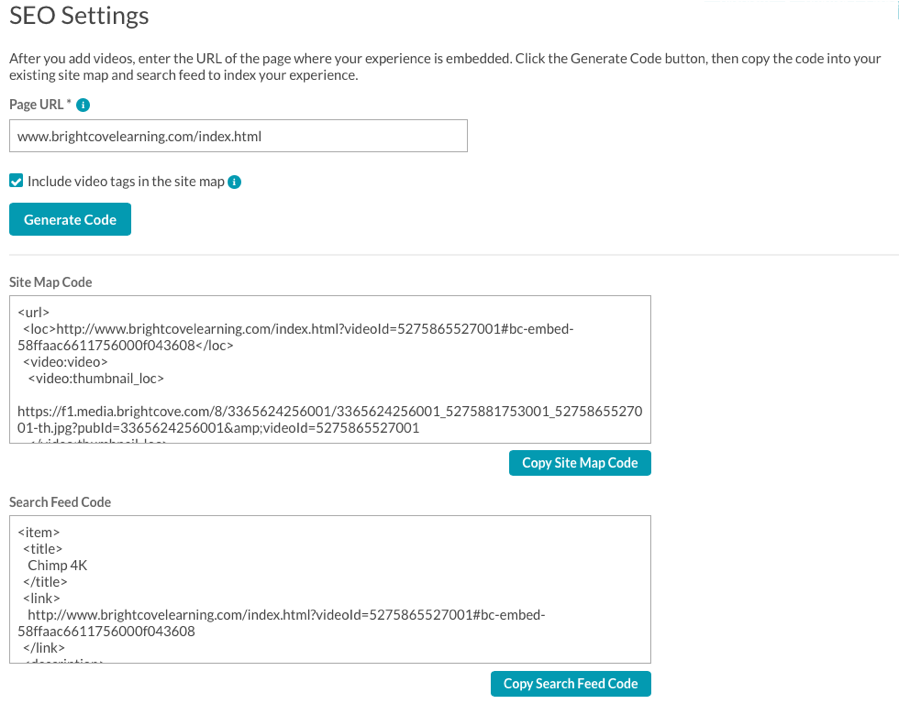 SEO Settings
After you add videos, enter the URL of the page where your experience is embedded. Click the Generate Code button, then copy the code into your
existing site map and search feed to index your experience.
Page URL * i
www.brightcovelearning.com/index.html
Include video tags in the site map i
Generate Code
Site Map Code
<url>
<loc>http://www.brightcovelearning.com/index.html?videoId=5275865527001#bc-embed-
58ffaac6611756000f043608</loc>
<video:video>
<video:thumbnail_loc>
https://f1.media.brightcove.com/8/3365624256001/3365624256001_5275881753001_52758655270
01-th.jpg?pubId=3365624256001&amp;videoId=5275865527001
</video:thumbnail_loc>
Copy Site Map Code
Search Feed Code
<item>
<title>
Chimp 4K
</title>
<link>
http://www.brightcovelearning.com/index.html?videoId=5275865527001#bc-embed-
58ffaac6611756000f043608
</link>
<description>
Copy Search Feed Code